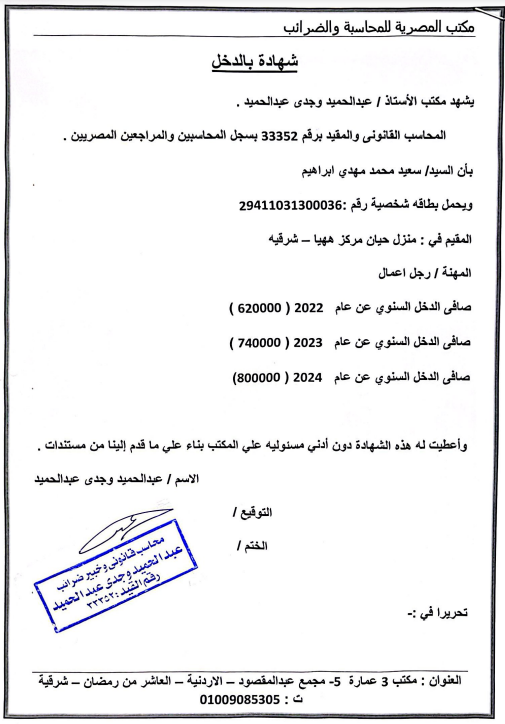 مكتب المصرية للمحاسبة والضرائب
شهادة بالدخل
يشهد مكتب الأستاذ / عبدالحميد وجدى عبدالحميد .
المحاسب القانونى والمقيد برقم 33352 بسجل المحاسبين والمراجعين المصريين .
بأن السيد/ سعيد محمد مهدي ابراهيم
ويحمل بطاقه شخصية رقم :29411031300036
المقيم في : منزل حيان مركز ههيا – شرقيه
المهنة / رجل اعمال
صافى الدخل السنوي عن عام 2022 ( 620000 )
صافى الدخل السنوي عن عام 2023 ( 740000 )
صافى الدخل السنوي عن عام 2024 ( 800000)
وأعطيت له هذه الشهادة دون أدني مسئوليه علي المكتب بناء علي ما قدم إلينا من مستندات .
الاسم / عبدالحميد وجدى عبدالحميد
التوقيع /
الختم /
محاسب قانونى وخبير ضرائب
عبد الحميد وجدى عبد الحميد
رقم القيد : ٣٣٣٥٢
تحريرا في :-
العنوان : مكتب 3 عمارة 5- مجمع عبدالمقصود – الاردنية – العاشر من رمضان – شرقية
ت : 01009085305